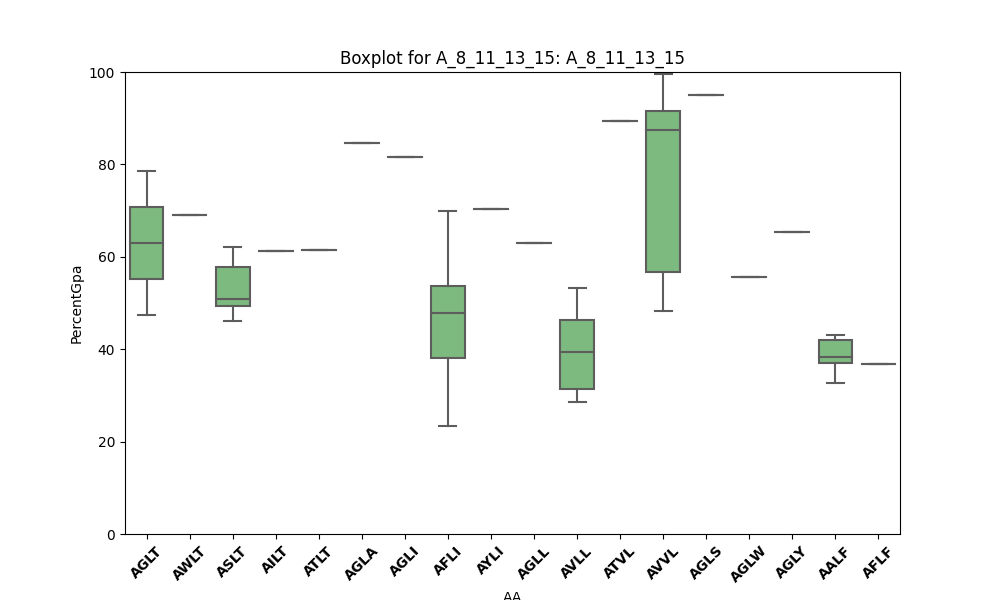 Boxplot for A_8_11_13_15: A_8_11_13_15
100
80
60
40
20
0
PercentGpa
AGLT
AWLT
ASLT
AILT
ATLT
AGLA
AGLI
AFLI
AYLI
AGLL
AVLL
ATVL
AVVL
AGLS
AGLW
AGLY
AALF
AFLF
AA